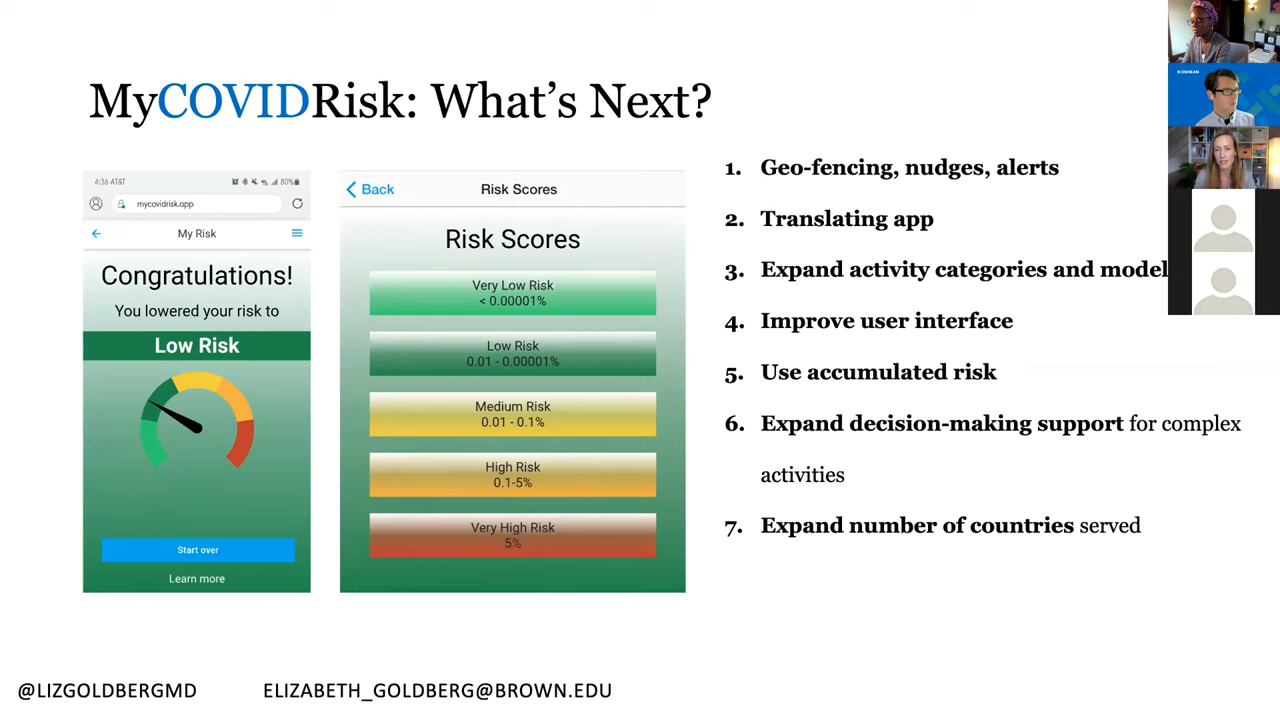 MyCOVIDRisk: What's Next?
4:36 AT&T
80%
mycovidrisk.app
My Risk
Congratulations!
You lowered your risk to
Low Risk
Start over
Learn more
Back
Risk Scores
Risk Scores
Very Low Risk
< 0.00001%
Low Risk
0.01 - 0.00001%
Medium Risk
0.01 - 0.1%
High Risk
0.1-5%
Very High Risk
5%
1. Geo-fencing, nudges, alerts
2. Translating app
3. Expand activity categories and model
4. Improve user interface
5. Use accumulated risk
6. Expand decision-making support for complex
activities
7. Expand number of countries served
@LIZGOLDBERGMD
ELIZABETH_GOLDBERG@BROWN.EDU